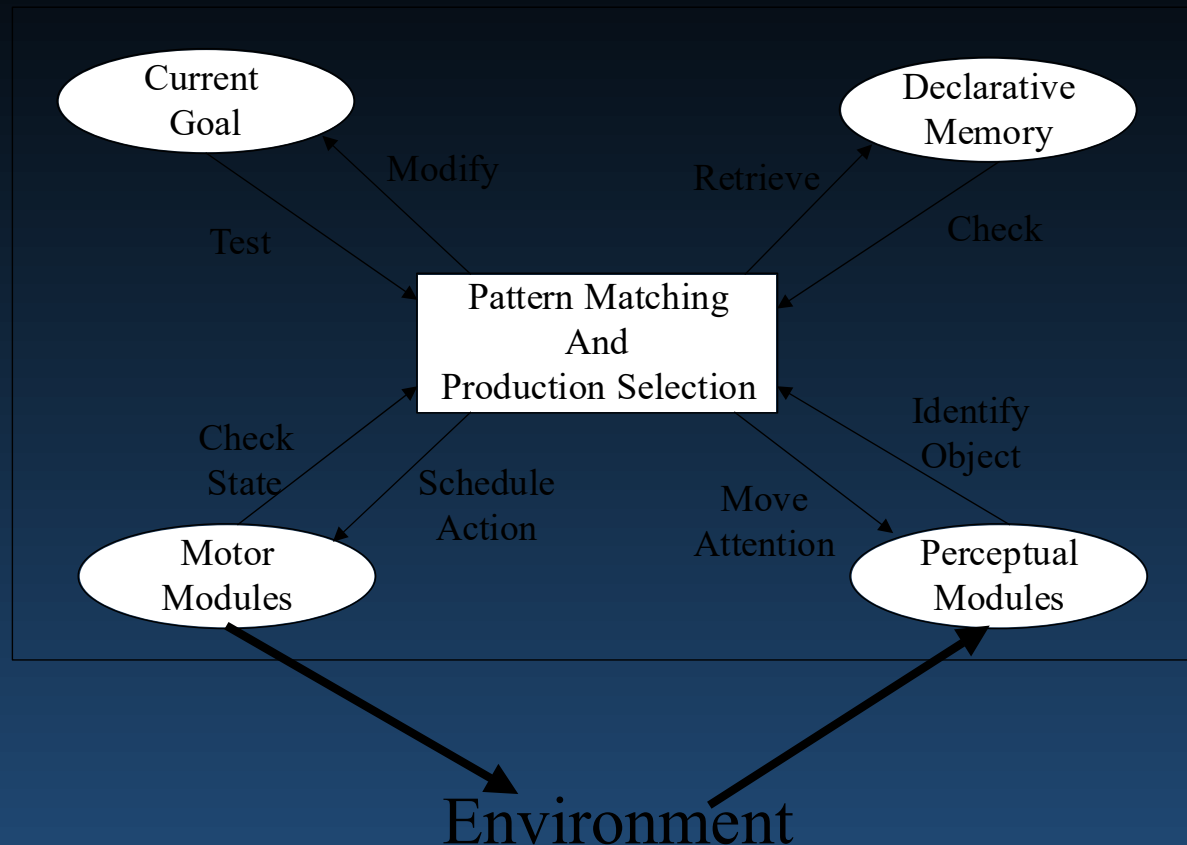 Current
Goal
Declarative
Memory
Modify
Retrieve
Test
Check
Pattern Matching
And
Production Selection
Check
State
Schedule
Action
Move
Attention
Identify
Object
Motor
Modules
Perceptual
Modules
Environment